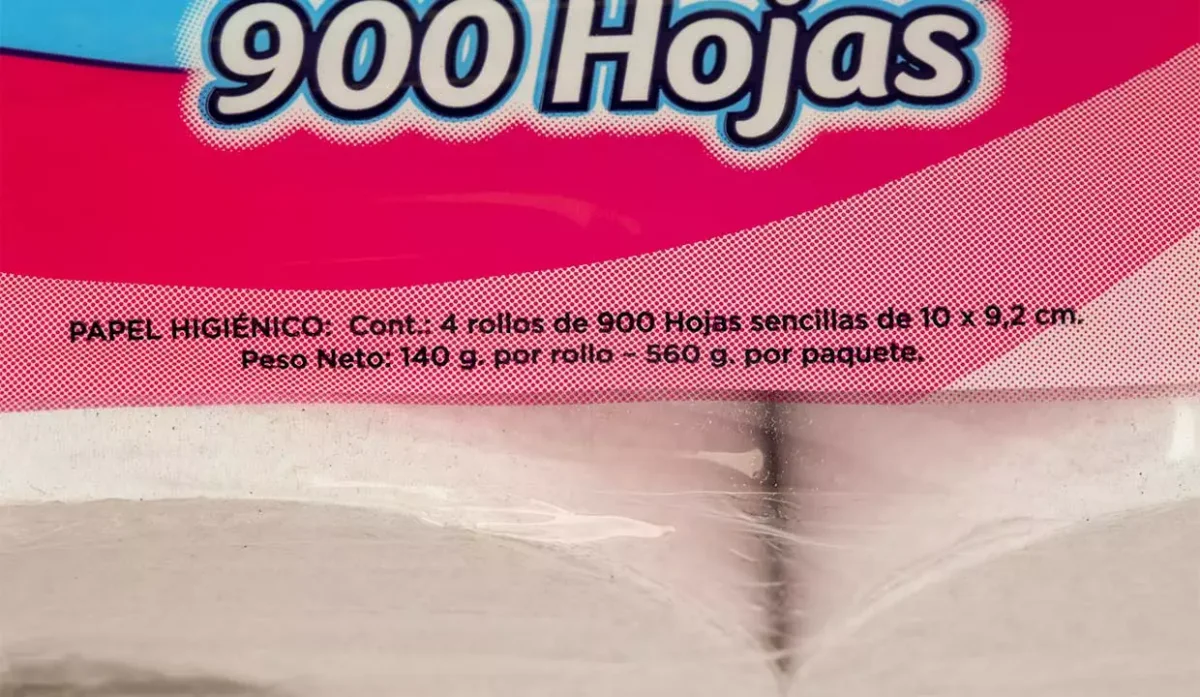 900 Hojas
PAPEL HIGIÉNICO: Cont.: 4 rollos de 900 Hojas sencillas de 10 x 9,2 cm.
Peso Neto: 140 g. por rollo - 560 g. por paquete.